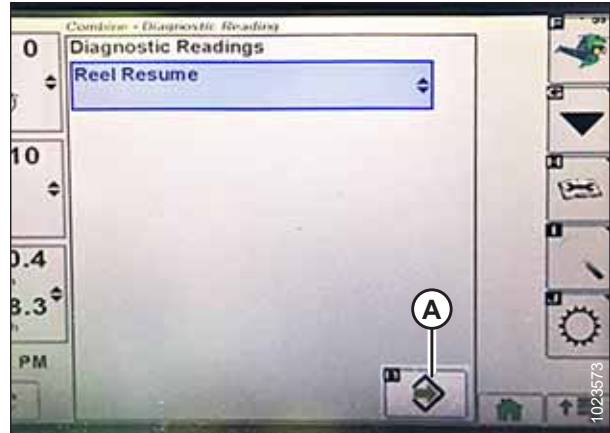 Combine - Diagnostic Reading
Diagnostic Readings
Reel Resume
0
10
0.4
8.3
PM
A
1023573